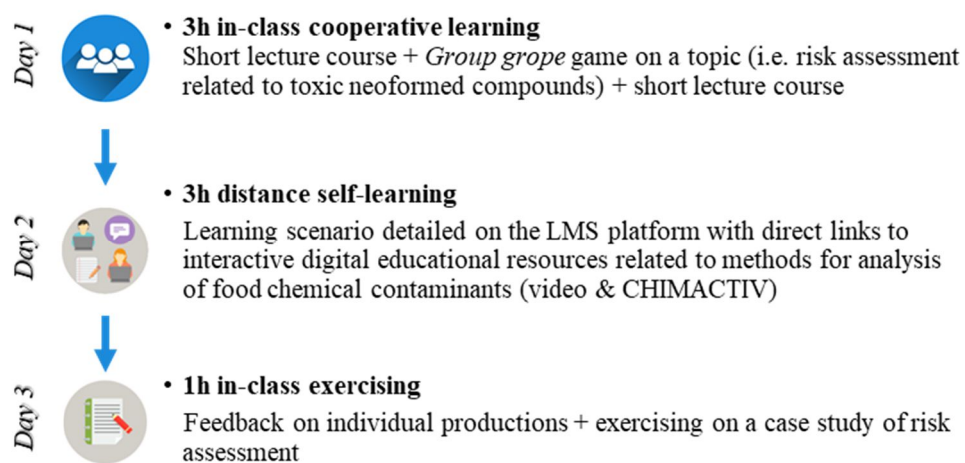 Day 1
• 3h in-class cooperative learning
Short lecture course + Group grope game on a topic (i.e. risk assessment
related to toxic neoformed compounds) + short lecture course
Day 2
• 3h distance self-learning
Learning scenario detailed on the LMS platform with direct links to
interactive digital educational resources related to methods for analysis
of food chemical contaminants (video & CHIMACTIV)
Day 3
• 1h in-class exercising
Feedback on individual productions + exercising on a case study of risk
assessment